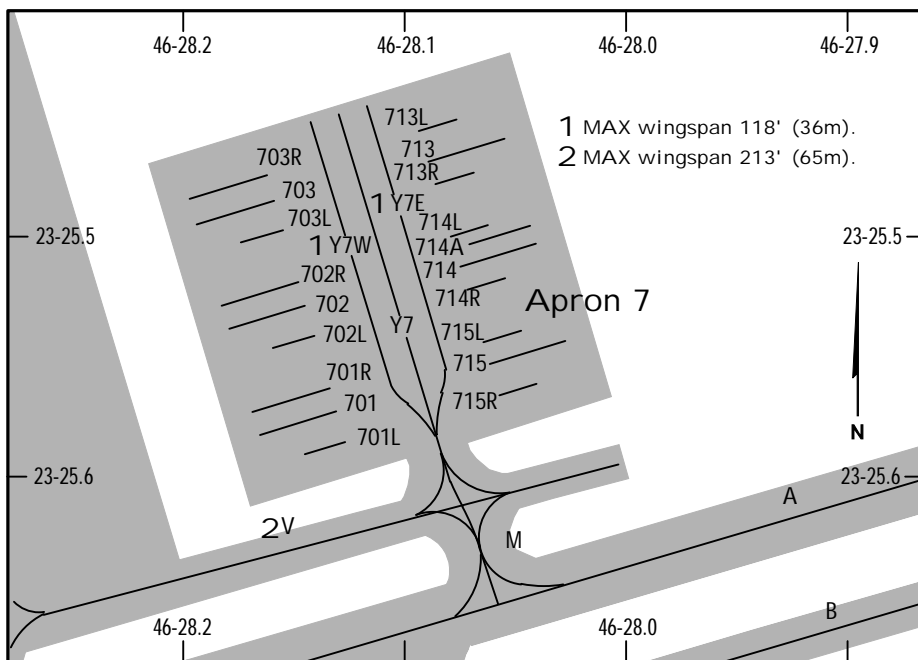 46-28.2 46-28.1 46-28.0 46-27.9
1 MAX wingspan 118' (36m).
2 MAX wingspan 213' (65m).
713L
713
713R
703R
703
703L
1 Y7E
1 Y7W
714L
714A
714
714R
23-25.5 23-25.5
702R
702
702L
Apron 7
Y7
715L
715
715R
701R
701
701L
N
23-25.6 23-25.6
A
2V
M
B
46-28.2 46-28.0